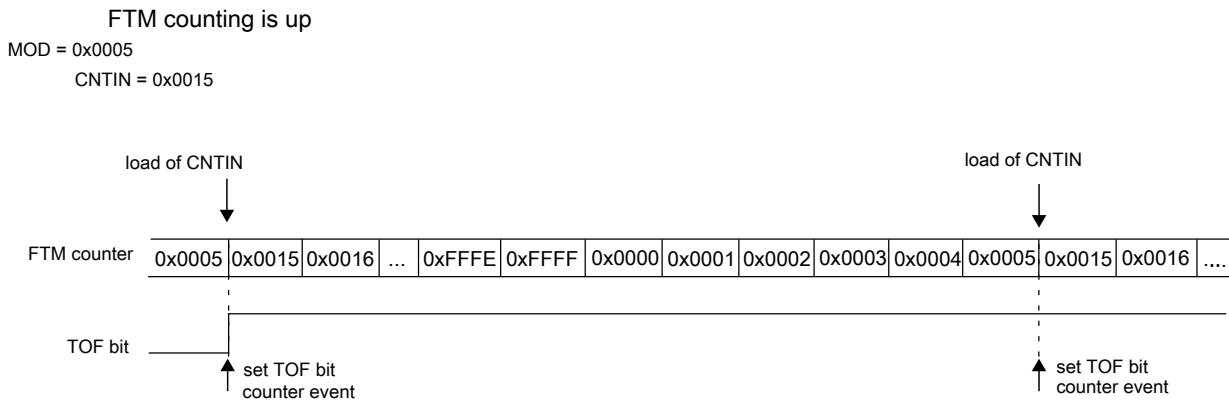 FTM counting is up
MOD = 0x0005
CNTIN = 0x0015
load of CNTIN load of CNTIN
FTM counter 0x0005 0x0015 0x0016 ... 0xFFFE 0xFFFF 0x0000 0x0001 0x0002 0x0003 0x0004 0x0005 0x0015 0x0016 ....
TOF bit
set TOF bit set TOF bit
counter event counter event